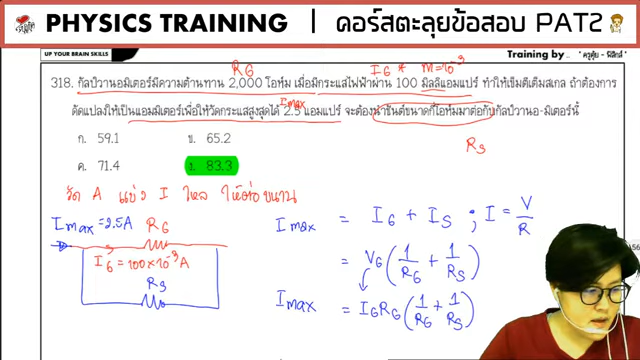 PHYSICS TRAINING คอร์สตะลุยข้อสอบ PAT2
UP YOUR BRAIN SKILLS
Training by..
RG IG * m=10⁻³
318. กัลป์วานอมิเตอร์มีความต้านทาน 2,000 โอห์ม เมื่อมีกระแสไฟฟ้าผ่าน 100 มิลลิแอมแปร์ ทำให้เข็มตีเต็มสเกล ถ้าต้องการ
Imax
ดัดแปลงให้เป็นแอมมิเตอร์เพื่อให้วัดกระแสสูงสุดได้ 2.5 แอมแปร์ จะต้องนำชันต์ขนาดกี่โอห์มมาต่อกับกัลป์วานอ-มิเตอร์นี้
RS
ก. 59.1 ข. 65.2
ค. 71.4 ง. 83.3
วัด A แบ่ง I ไหล ให้ต่อ ขนาน
Imax = 2.5A RG
IG = 100×10⁻³ A
RS
Imax = IG + IS ; I = V/R
= VG (1/RG + 1/RS)
Imax = IGRG (1/RG + 1/RS)